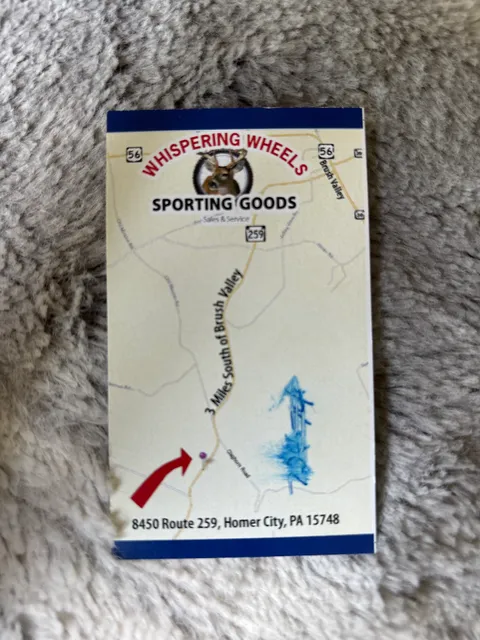 WHISPERING WHEELS
56
56
Brush Valley
SPORTING GOODS
Sales & Service
259
3 Miles South of Brush Valley
8450 Route 259, Homer City, PA 15748